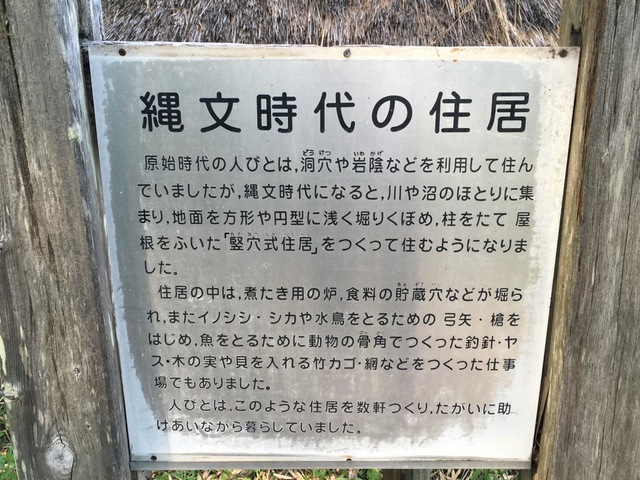 縄文時代の住居
原始時代の人びとは,洞穴や岩陰などを利用して住ん
でいましたが,縄文時代になると,川や沼のほとりに集
まり,地面を方形や円型に浅く堀りくぼめ,柱をたて 屋
根をふいた「竪穴式住居」をつくって住むようになりま
した。
住居の中は,煮たき用の炉,食料の貯蔵穴などが堀ら
れ,またイノシシ・シカや水鳥をとるための 弓矢・槍を
はじめ,魚をとるために動物の骨角でつくった釣針・ヤ
ス・木の実や貝を入れる竹カゴ・網などをつくった仕事
場でもありました。
人びとは,このような住居を数軒つくり,たがいに助
けあいながら暮らしていました。